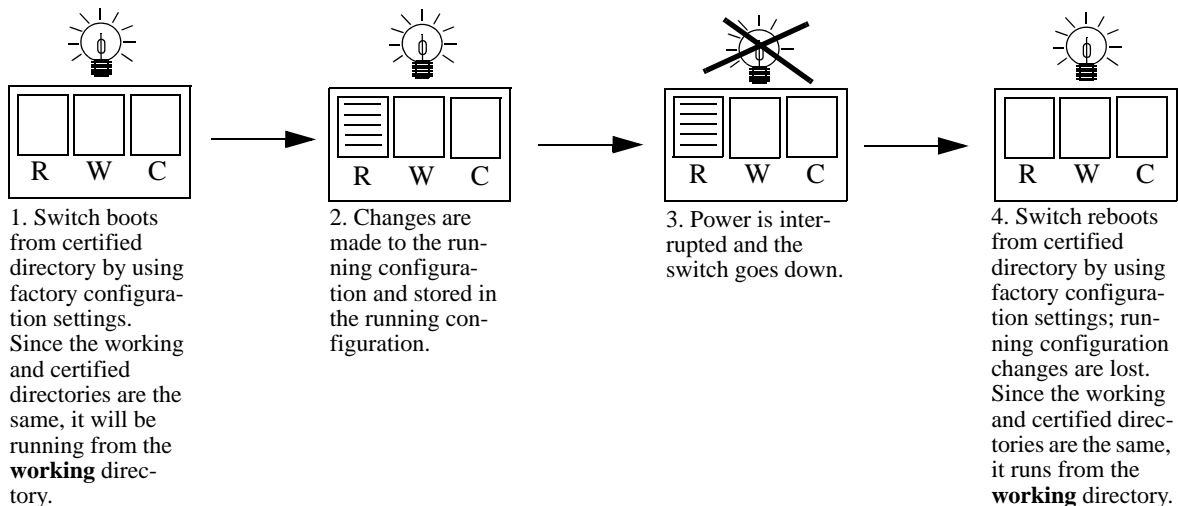 R W C
R W C
R W C
R W C
1. Switch boots
from certified
directory by using
factory configura-
tion settings.
Since the working
and certified
directories are the
same, it will be
running from the
working direc-
tory.
2. Changes are
made to the run-
ning configura-
tion and stored in
the running con-
figuration.
3. Power is inter-
rupted and the
switch goes down.
4. Switch reboots
from certified
directory by using
factory configura-
tion settings; run-
ning configuration
changes are lost.
Since the working
and certified direc-
tories are the same,
it runs from the
working directory.